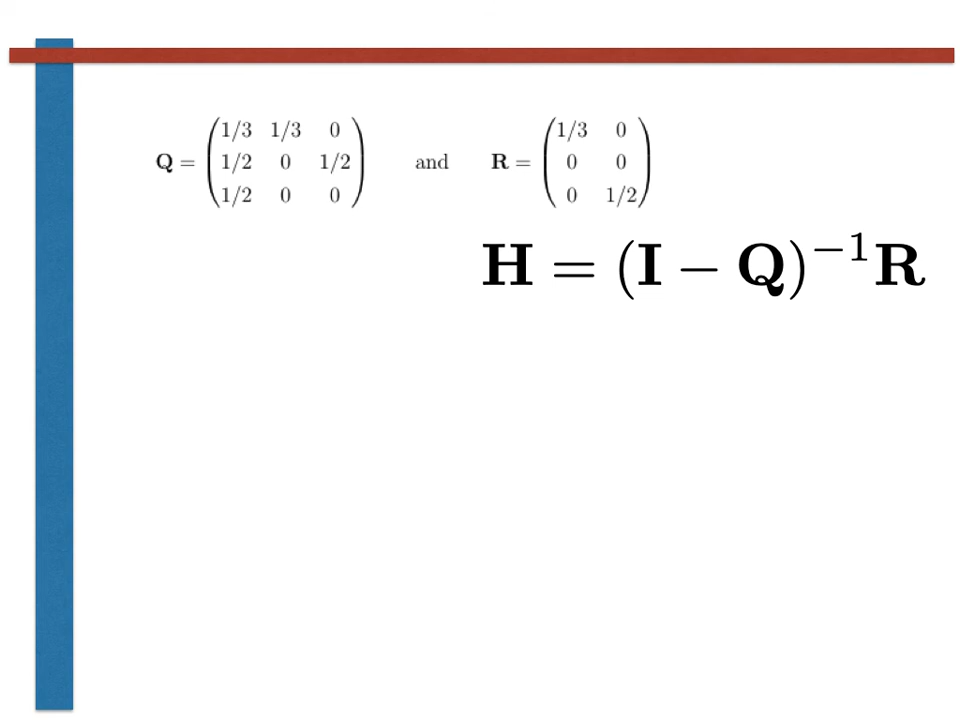 Q = (1/3 1/3 0
1/2 0 1/2
1/2 0 0) and R = (1/3 0
0 0
0 1/2)
H = (I − Q)⁻¹R